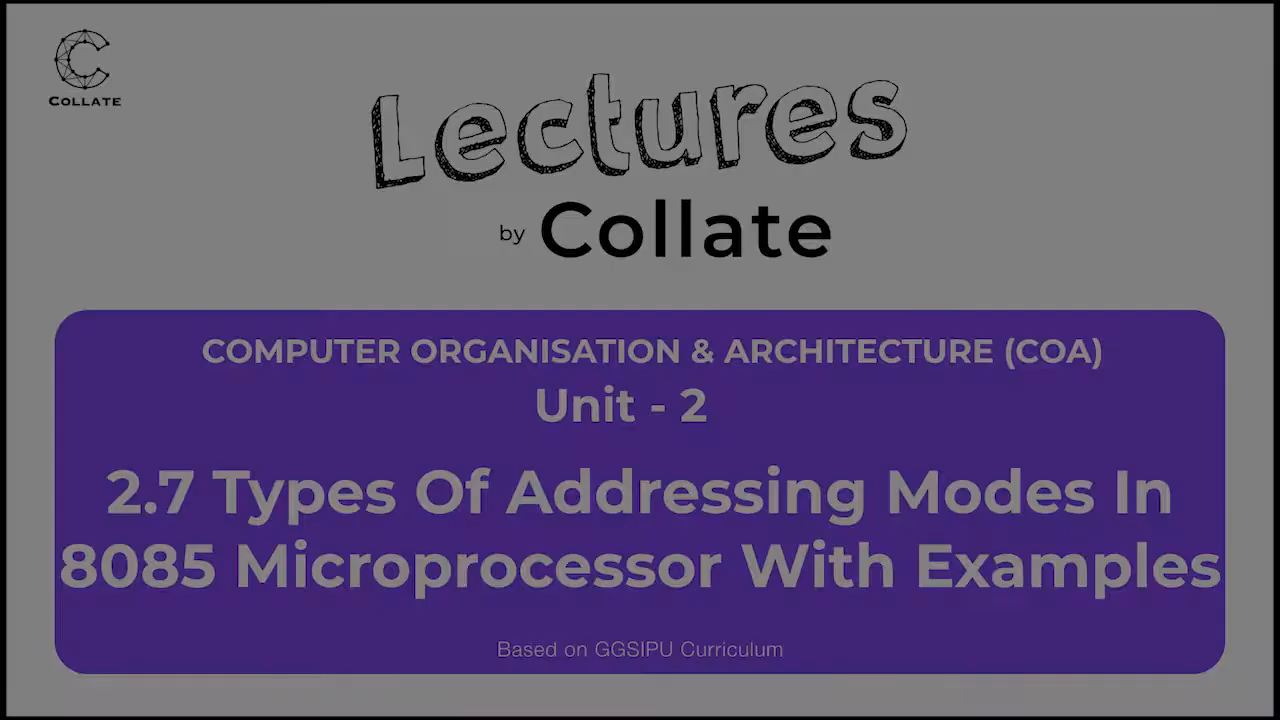 COLLATE
Lectures
by Collate
COMPUTER ORGANISATION & ARCHITECTURE (COA)
Unit - 2
2.7 Types Of Addressing Modes In
8085 Microprocessor With Examples
Based on GGSIPU Curriculum